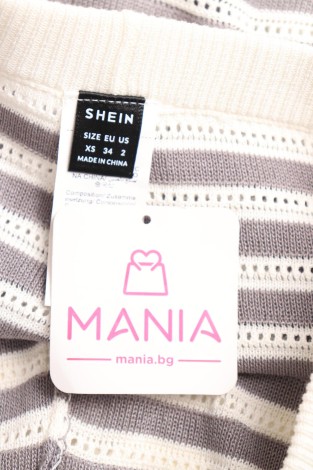 SHEIN
SIZE EU US
XS 34 2
MADE IN CHINA
MANIA
mania.bg